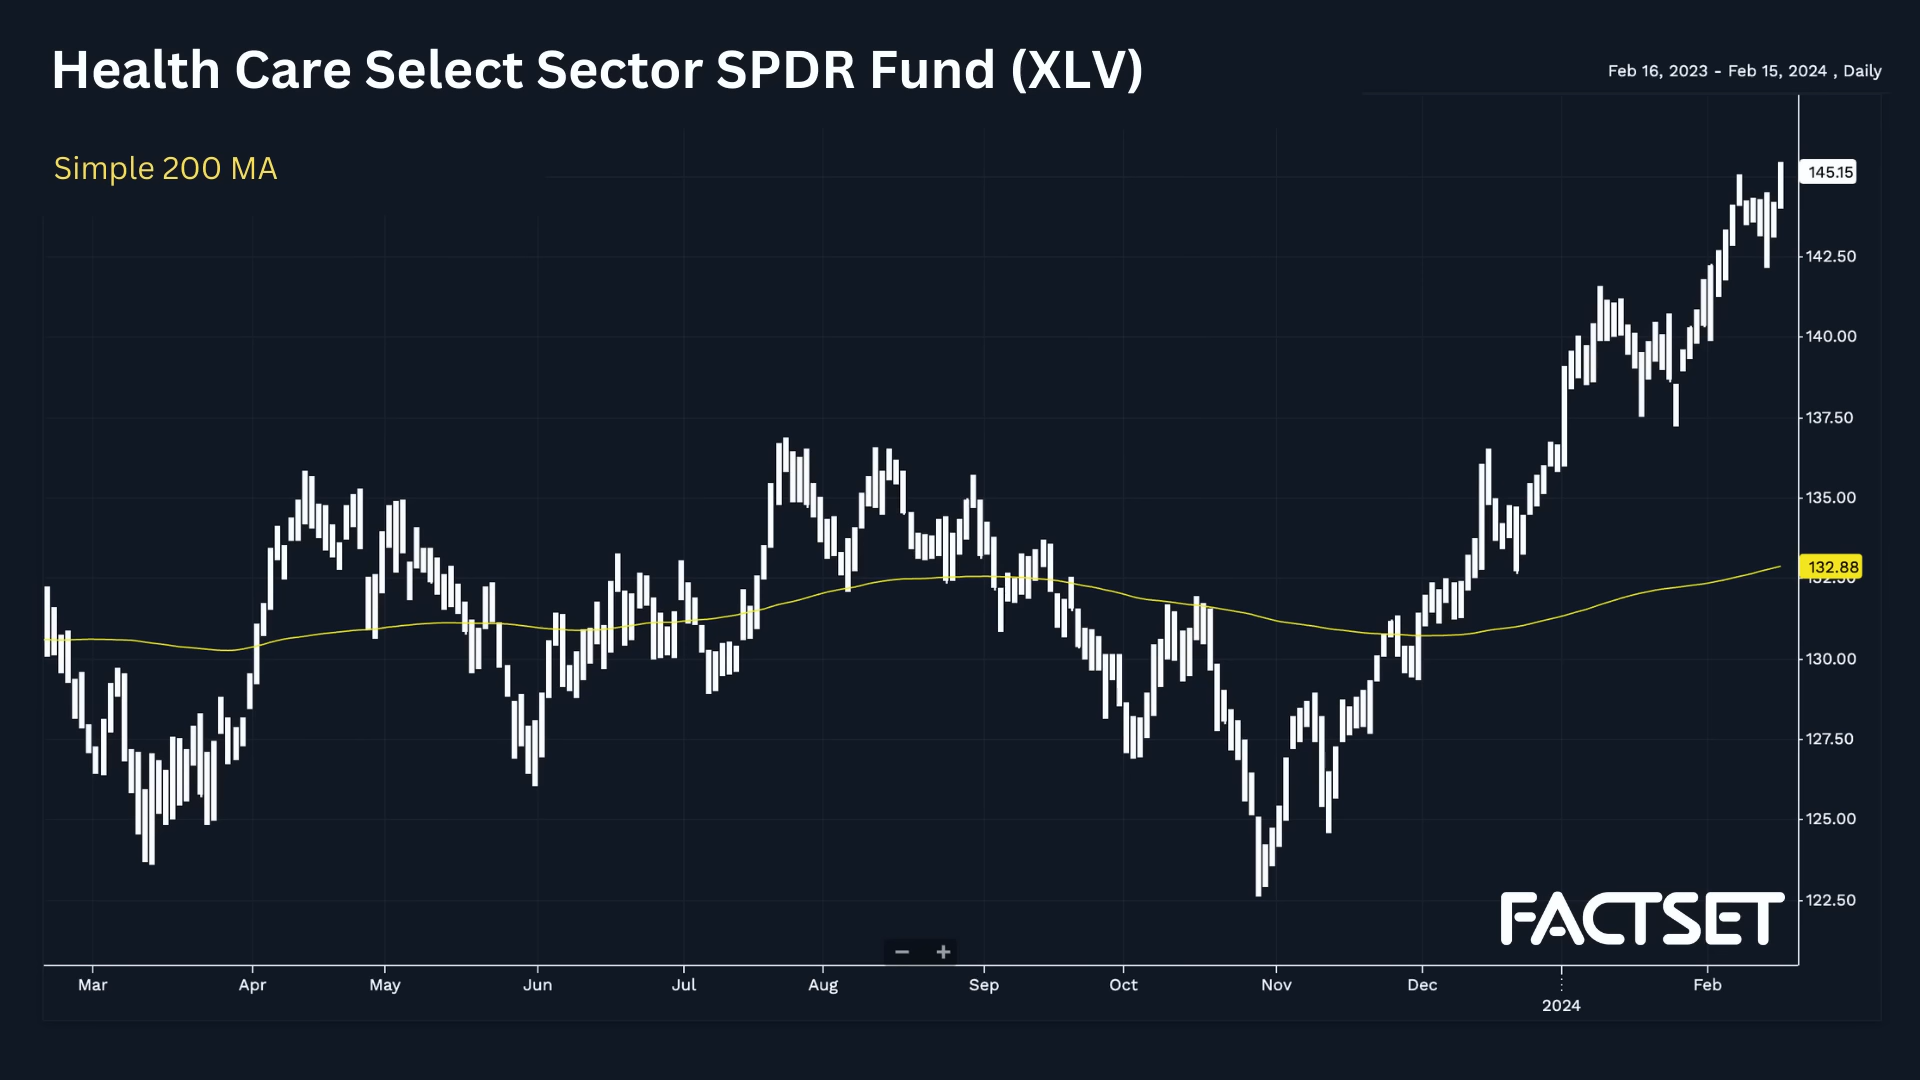 Health Care Select Sector SPDR Fund (XLV)
Feb 16, 2023 - Feb 15, 2024 , Daily
Simple 200 MA
145.15
142.50
140.00
137.50
135.00
132.88
132.50
130.00
127.50
125.00
122.50
FACTSET
− +
Mar Apr May Jun Jul Aug Sep Oct Nov Dec Feb
2024